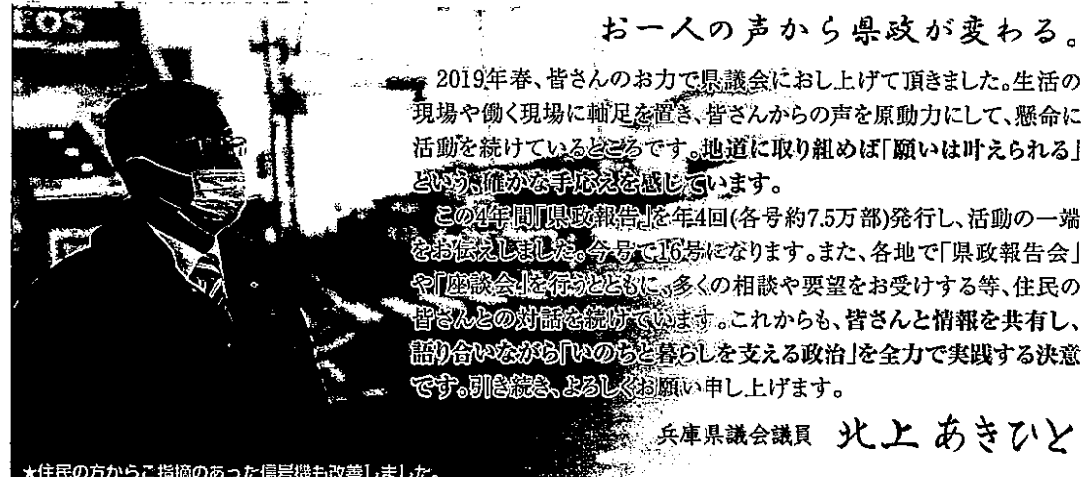 EOS
お一人の声から県政が変わる。
2019年春、皆さんのお力で県議会におし上げて頂きました。生活の
現場や働く現場に軸足を置き、皆さんからの声を原動力にして、懸命に
活動を続けているところです。地道に取り組めば「願いは叶えられる」
という、確かな手応えを感じています。
この4年間「県政報告」を年4回(各号約7.5万部)発行し、活動の一端
をお伝えしました。今号で16号になります。また、各地で「県政報告会」
や「座談会」を行うとともに、多くの相談や要望をお受けする等、住民の
皆さんとの対話を続けています。これからも、皆さんと情報を共有し、
語り合いながら「いのちと暮らしを支える政治」を全力で実践する決意
です。引き続き、よろしくお願い申し上げます。
兵庫県議会議員 北上あきひと
★住民の方からご指摘のあった信号機も改善しました。